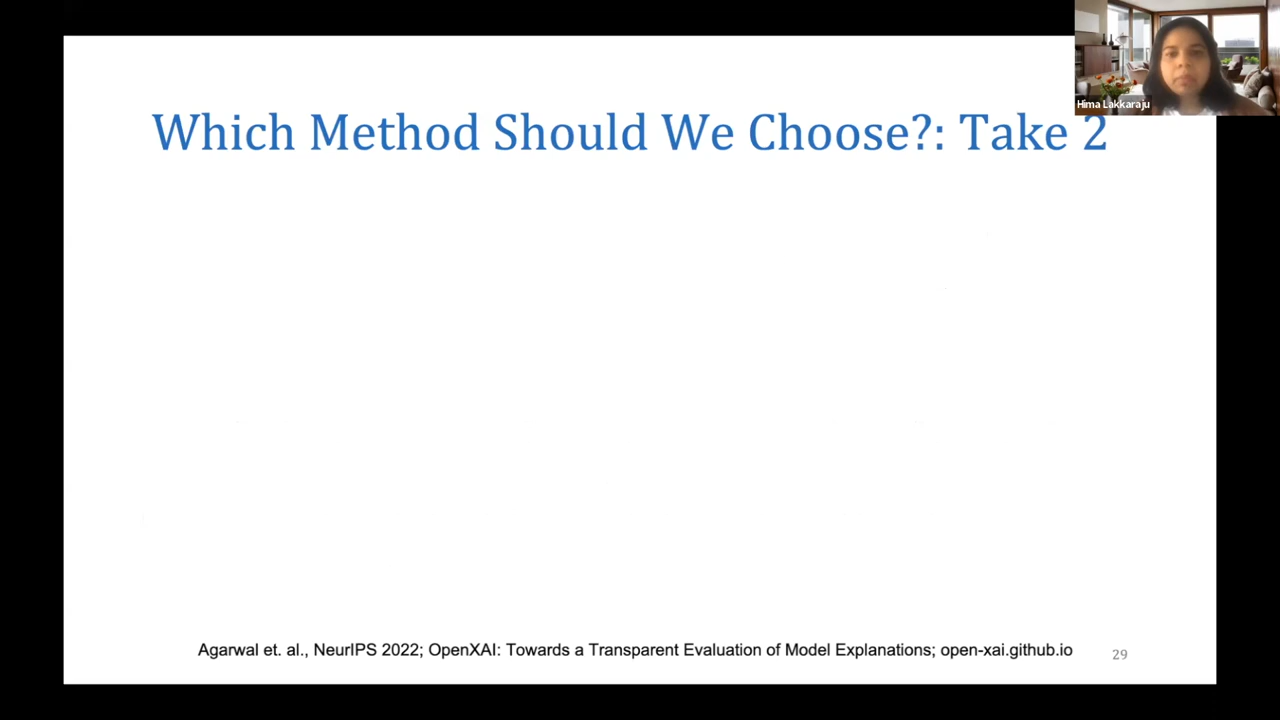 Hima Lakkaraju
Which Method Should We Choose?: Take 2
Agarwal et. al., NeurIPS 2022; OpenXAI: Towards a Transparent Evaluation of Model Explanations; open-xai.github.io
29